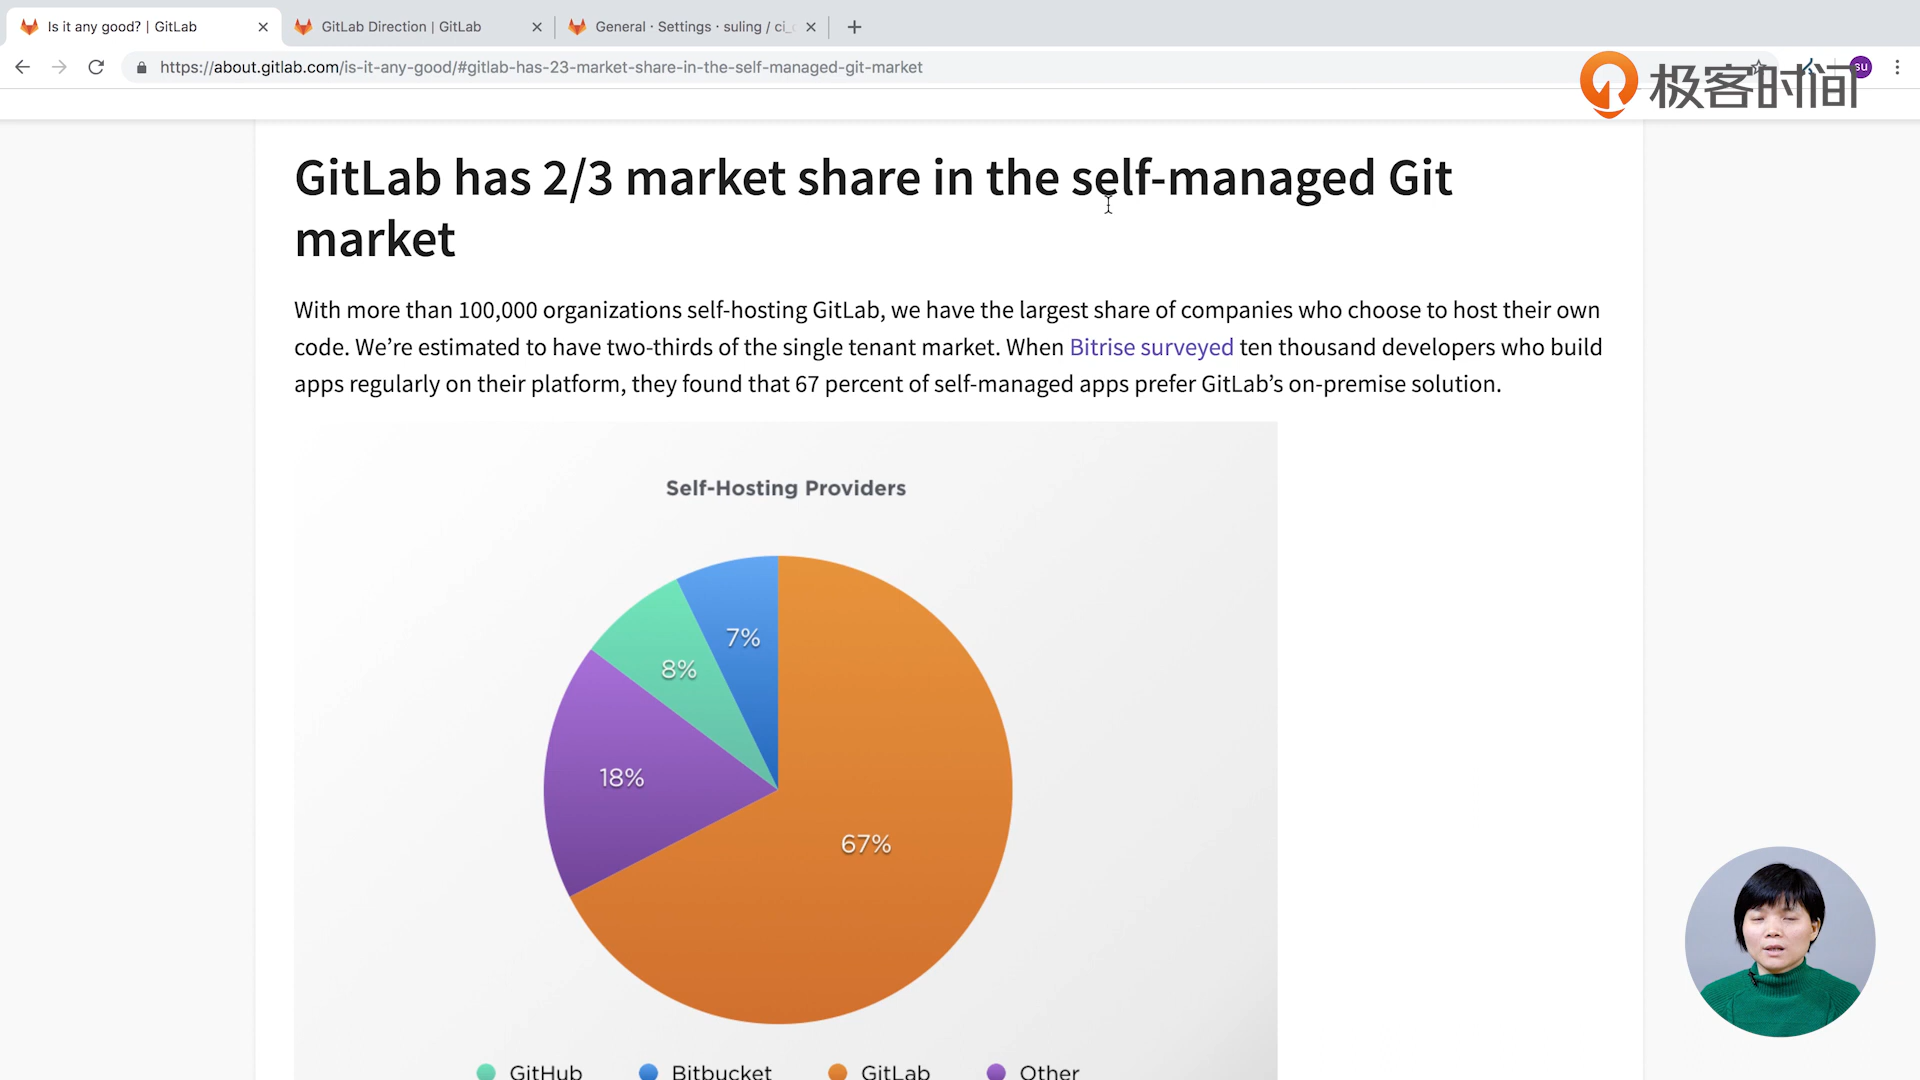 Is it any good? | GitLab
GitLab Direction | GitLab
General · Settings · suling / ci_
https://about.gitlab.com/is-it-any-good/#gitlab-has-23-market-share-in-the-self-managed-git-market
su
极客时间
GitLab has 2/3 market share in the self-managed Git
market
With more than 100,000 organizations self-hosting GitLab, we have the largest share of companies who choose to host their own
code. We’re estimated to have two-thirds of the single tenant market. When Bitrise surveyed ten thousand developers who build
apps regularly on their platform, they found that 67 percent of self-managed apps prefer GitLab’s on-premise solution.
Self-Hosting Providers
7%
8%
18%
67%
GitHub Bitbucket GitLab Other